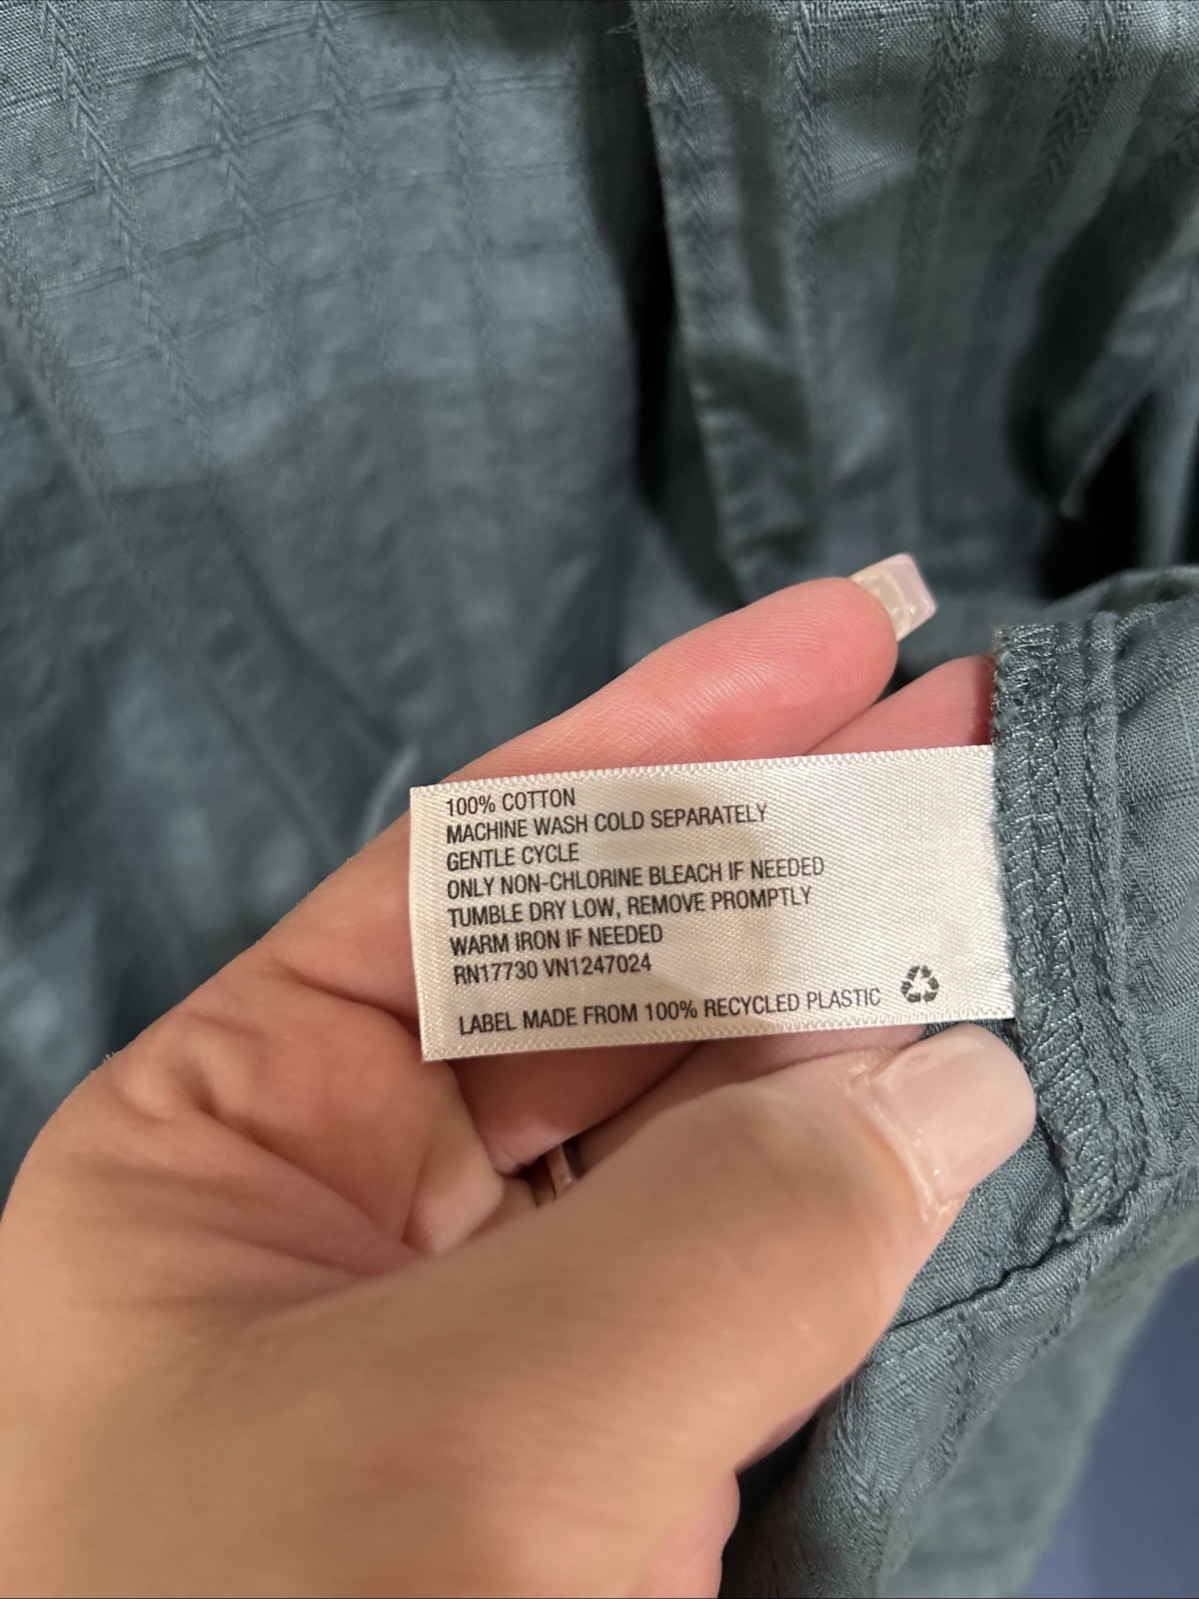 100% COTTON
MACHINE WASH COLD SEPARATELY
GENTLE CYCLE
ONLY NON-CHLORINE BLEACH IF NEEDED
TUMBLE DRY LOW, REMOVE PROMPTLY
WARM IRON IF NEEDED
RN17730 VN1247024
LABEL MADE FROM 100% RECYCLED PLASTIC